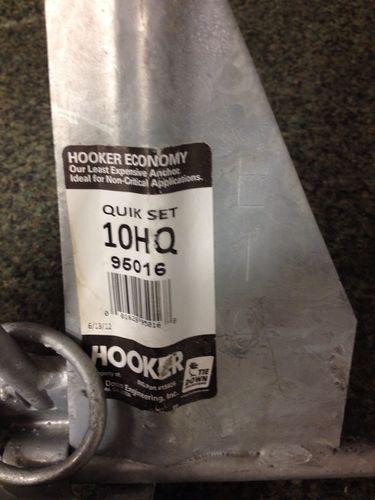 HOOKER ECONOMY
Our Least Expensive Anchor.
Ideal for Non-Critical Applications.
QUIK SET
10HQ
95016
6/13/12
HOOKER
TIE
DOWN
Engineering, Inc.